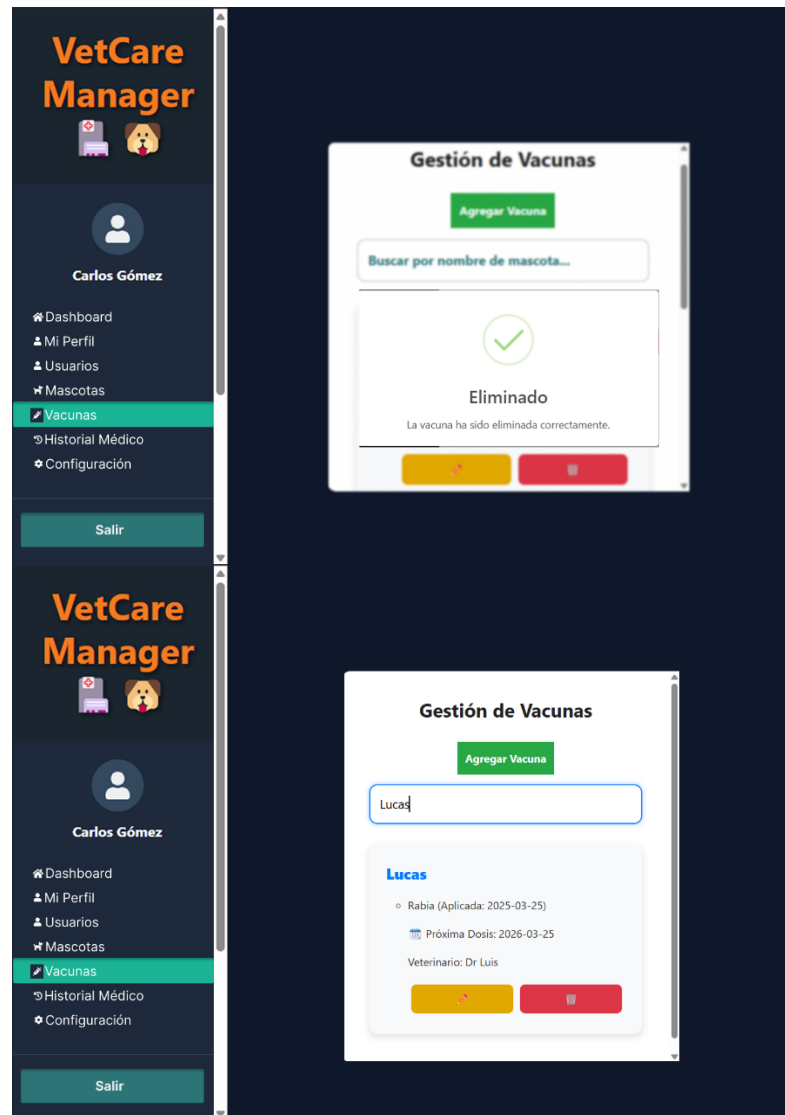 VetCare
Manager
Carlos Gómez
Dashboard
Mi Perfil
Usuarios
Mascotas
Vacunas
Historial Médico
Configuración
Salir
Gestión de Vacunas
Agregar Vacuna
Buscar por nombre de mascota...
Eliminado
La vacuna ha sido eliminada correctamente.
VetCare
Manager
Carlos Gómez
Dashboard
Mi Perfil
Usuarios
Mascotas
Vacunas
Historial Médico
Configuración
Salir
Gestión de Vacunas
Agregar Vacuna
Lucas
Lucas
Rabia (Aplicada: 2025-03-25)
Próxima Dosis: 2026-03-25
Veterinario: Dr Luis